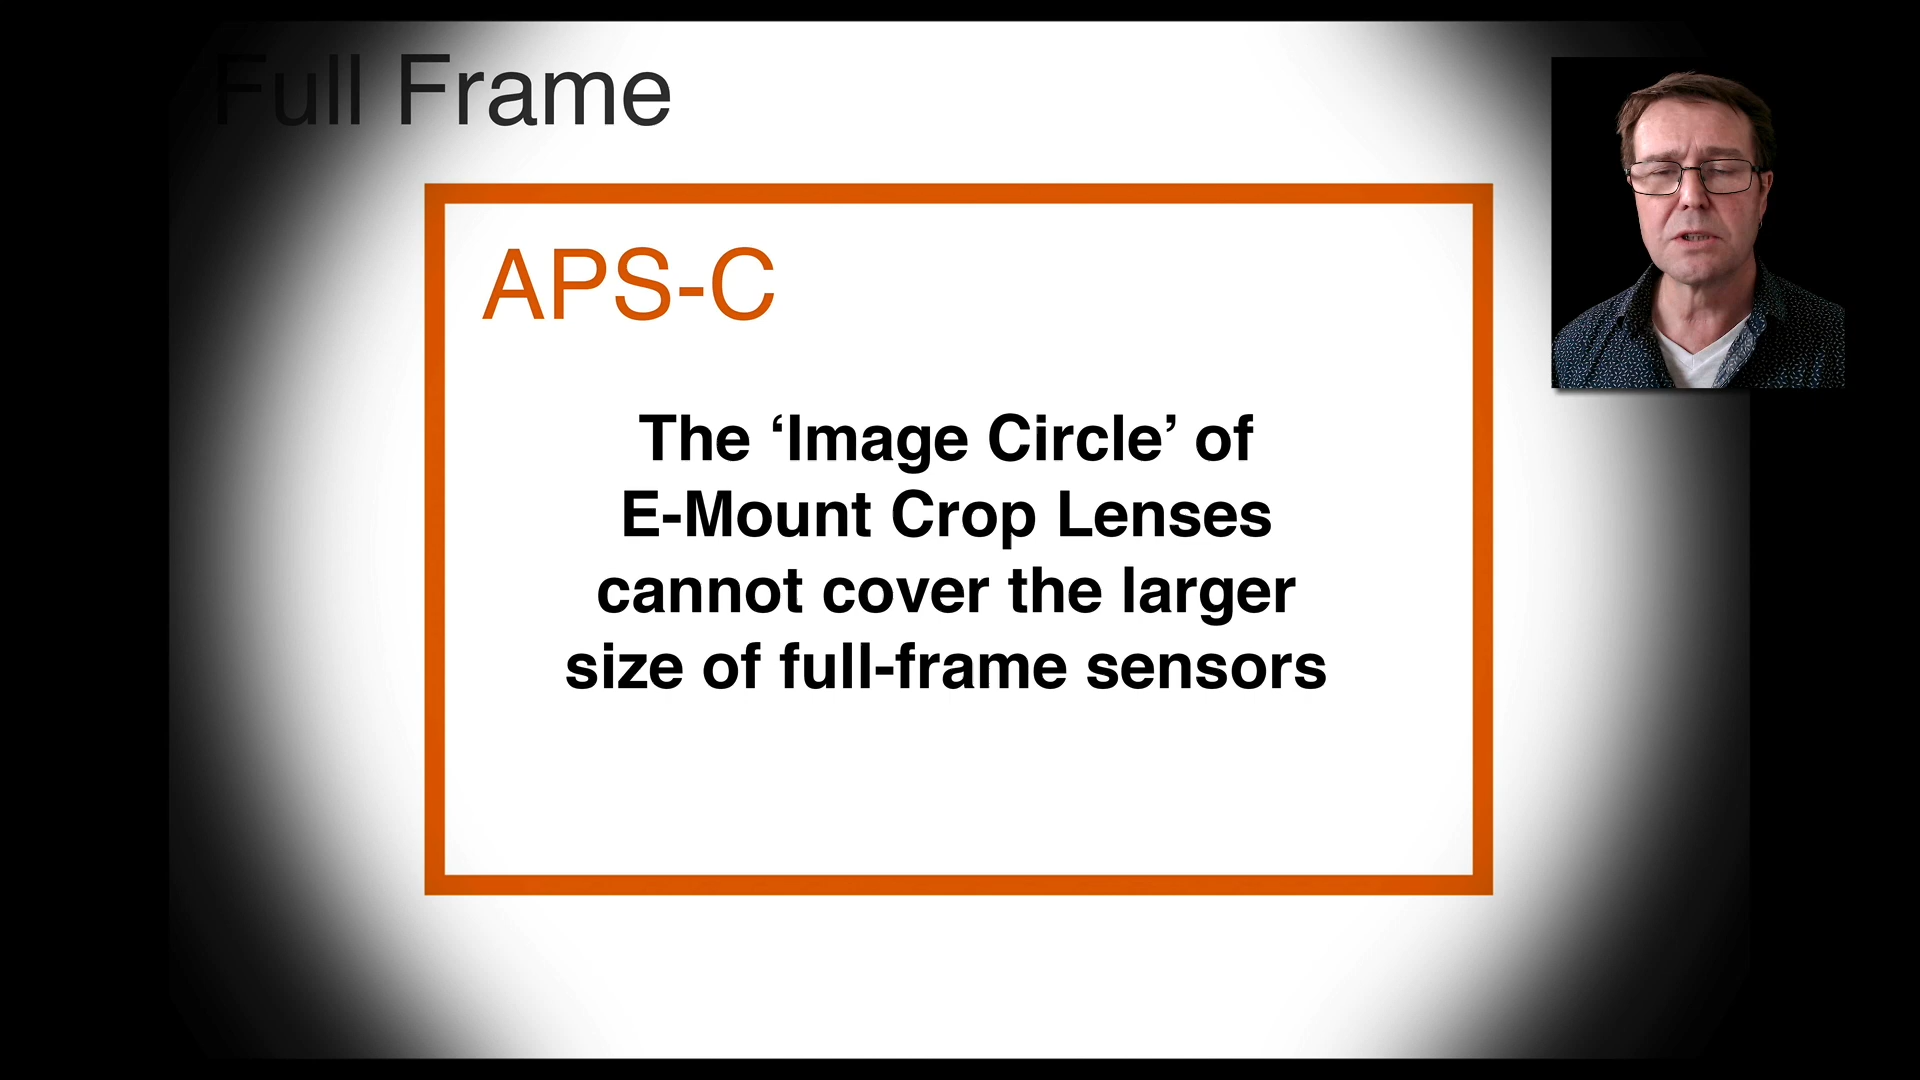 Full Frame
APS-C
The ‘Image Circle’ of
E-Mount Crop Lenses
cannot cover the larger
size of full-frame sensors